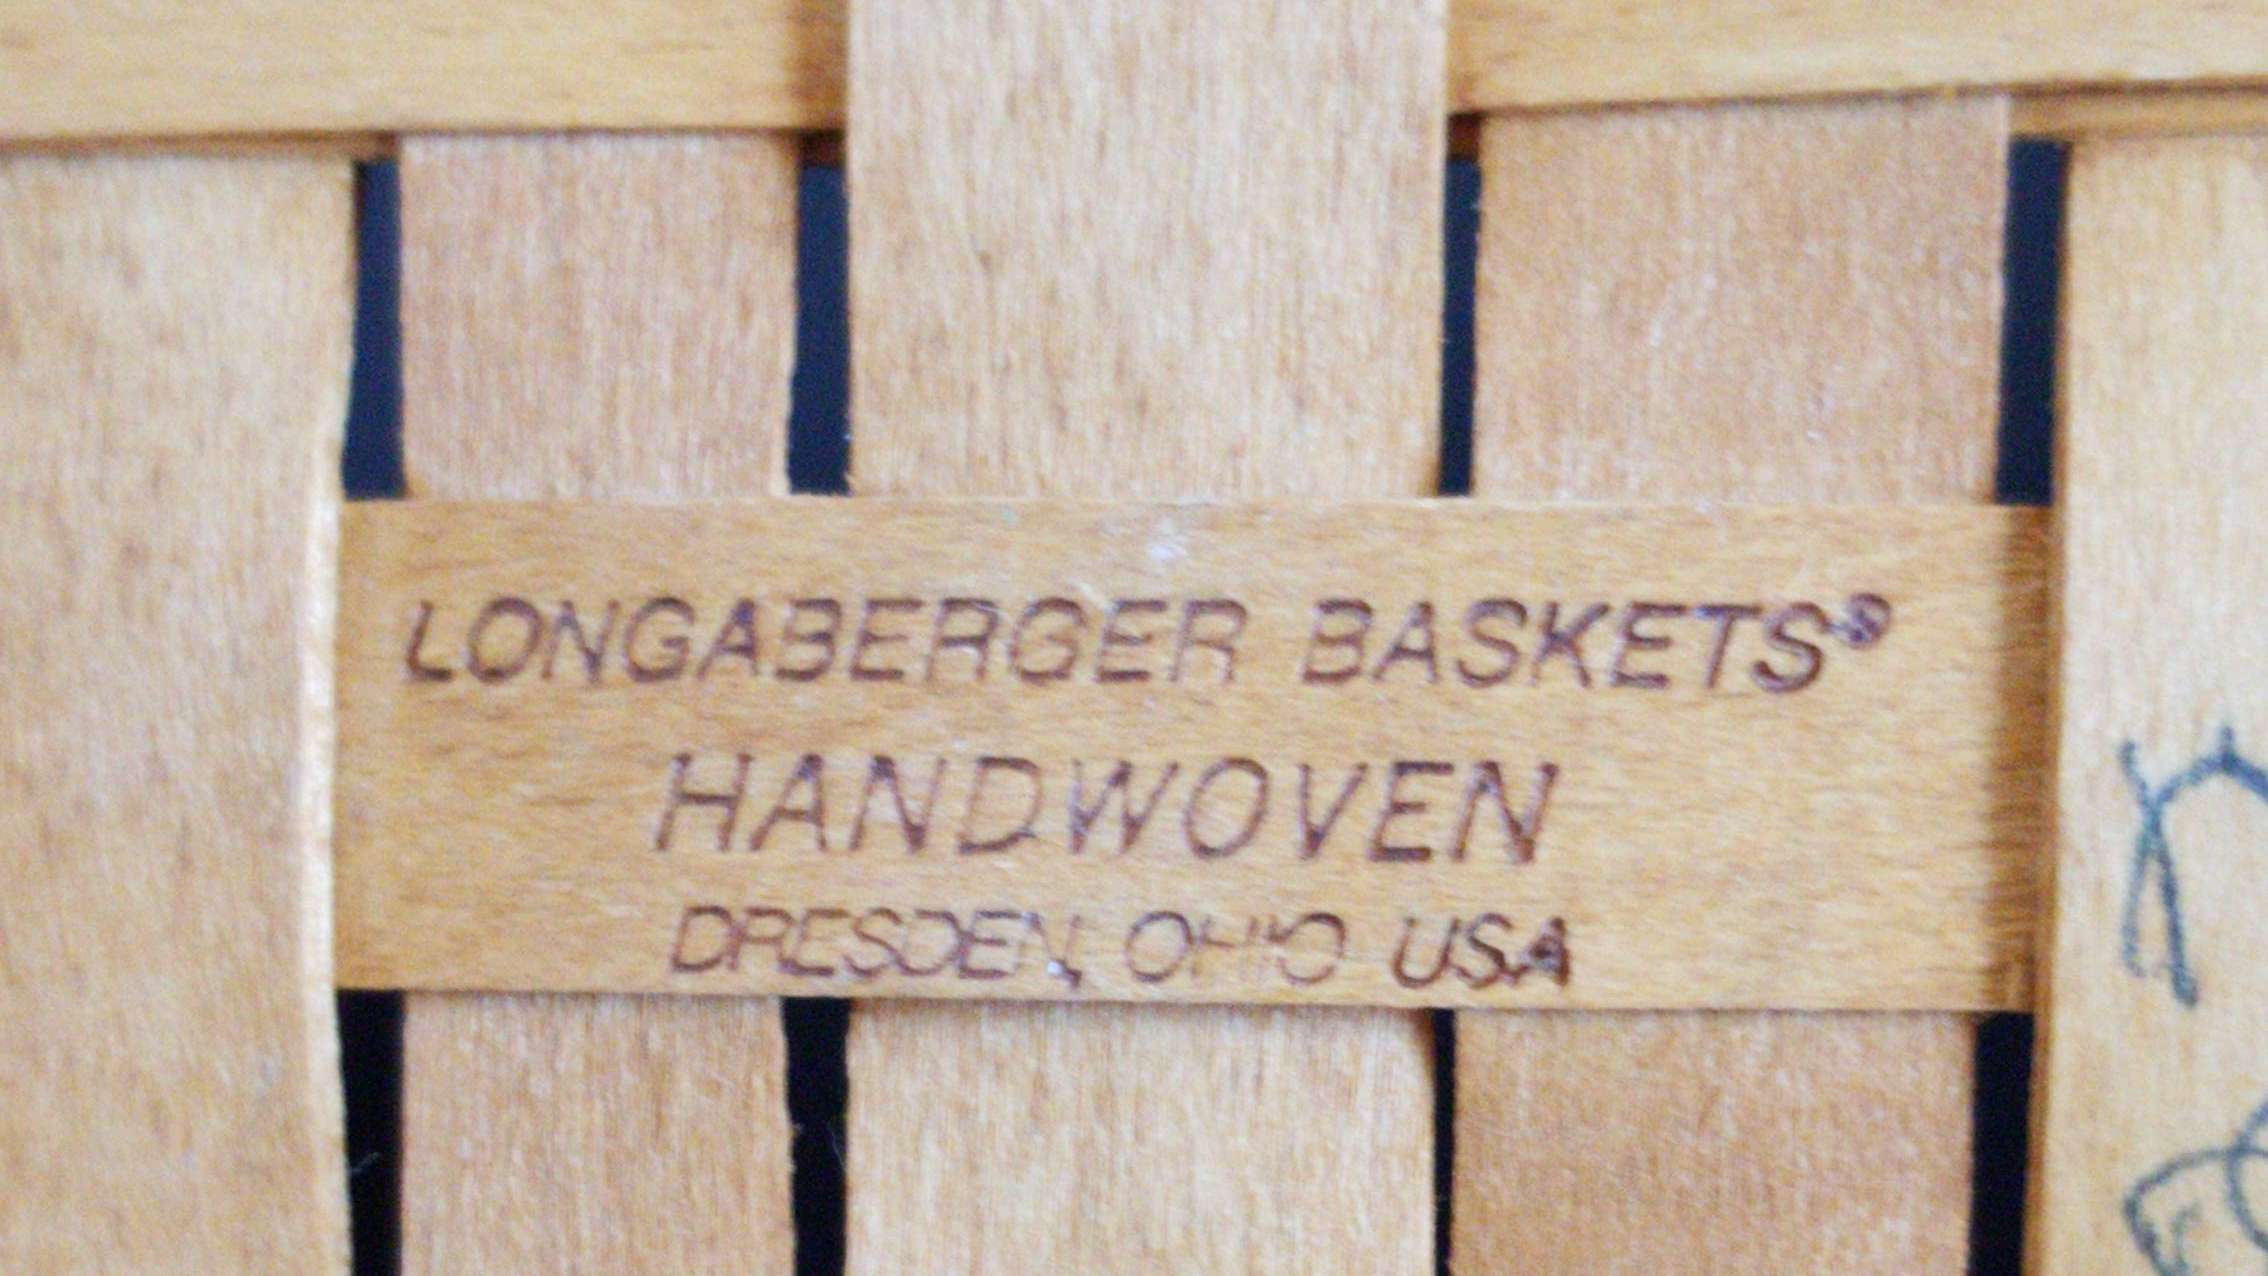 LONGABERGER BASKETS®
HANDWOVEN
DRESDEN, OHIO USA